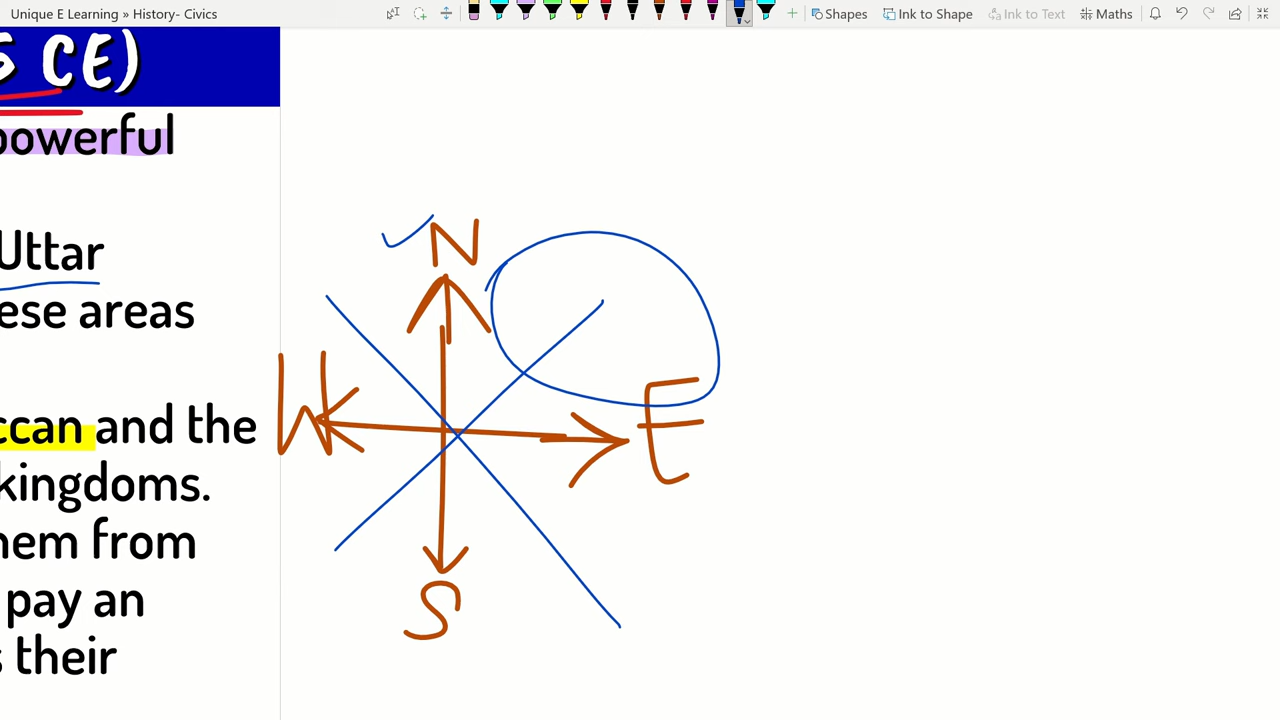 Unique E Learning » History- Civics
Shapes
Ink to Shape
Ink to Text
Maths
CE)
powerful
Uttar
ese areas
ccan and the
kingdoms.
em from
pay an
their
N
W
E
S